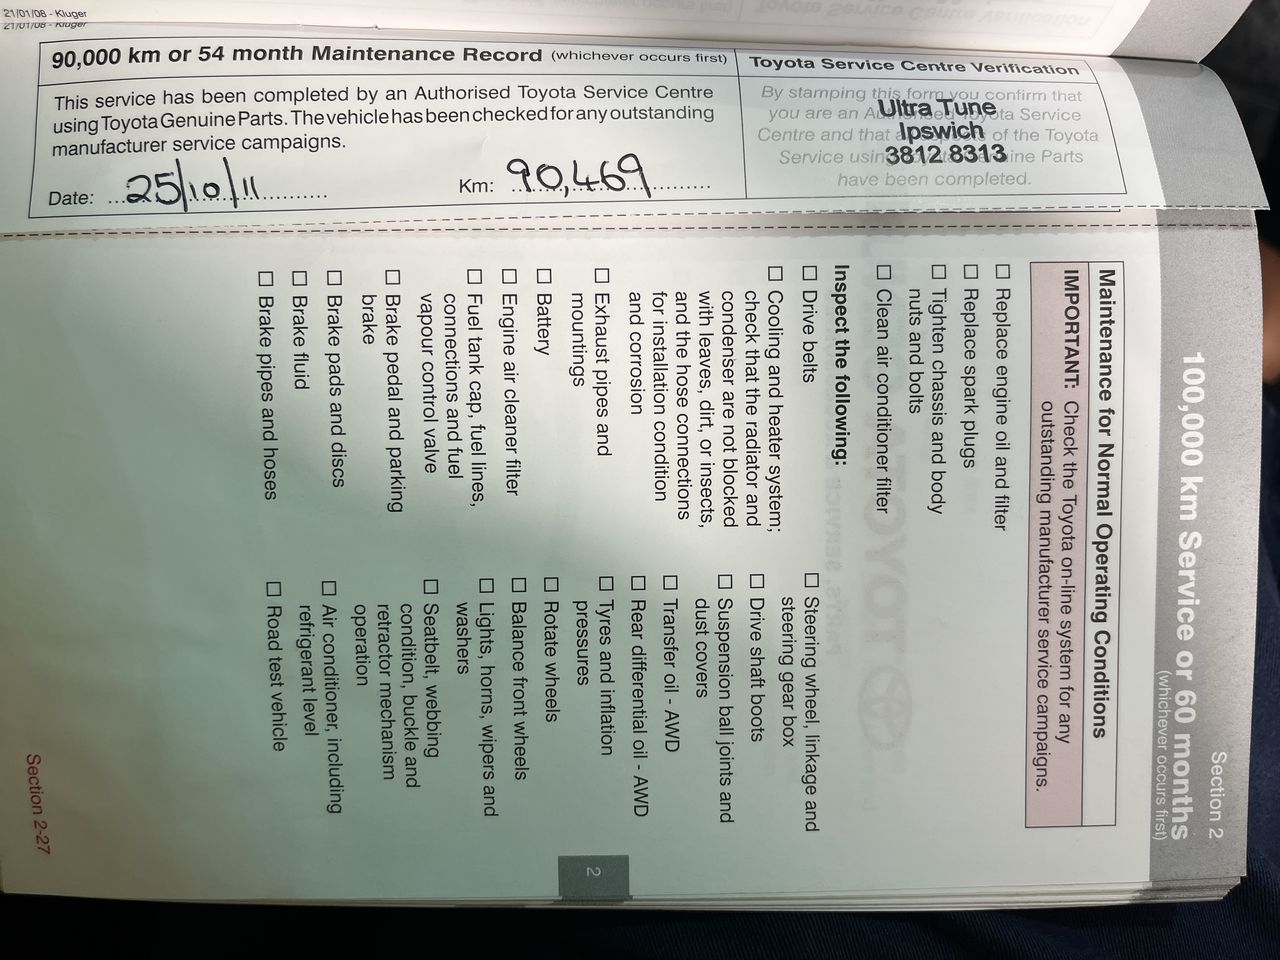 21/01/08 - Kluger
21/01/08 - Kluger
90,000 km or 54 month Maintenance Record (whichever occurs first)
This service has been completed by an Authorised Toyota Service Centre
using Toyota Genuine Parts. The vehicle has been checked for any outstanding
manufacturer service campaigns.
Date: 25/10/11
Km: 90,469
Toyota Service Centre Verification
By stamping this form you confirm that
you are an Authorised Toyota Service
Centre and that of the Toyota
Service using Genuine Parts
have been completed.
Ultra Tune
Ipswich
3812 8313
Section 2
100,000 km Service or 60 months
(whichever occurs first)
Maintenance for Normal Operating Conditions
IMPORTANT: Check the Toyota on-line system for any
outstanding manufacturer service campaigns.
☐ Replace engine oil and filter
☐ Replace spark plugs
☐ Tighten chassis and body
nuts and bolts
☐ Clean air conditioner filter
Inspect the following:
☐ Drive belts
☐ Cooling and heater system;
check that the radiator and
condenser are not blocked
with leaves, dirt, or insects,
and the hose connections
for installation condition
and corrosion
☐ Exhaust pipes and
mountings
☐ Battery
☐ Engine air cleaner filter
☐ Fuel tank cap, fuel lines,
connections and fuel
vapour control valve
☐ Brake pedal and parking
brake
☐ Brake pads and discs
☐ Brake fluid
☐ Brake pipes and hoses
☐ Steering wheel, linkage and
steering gear box
☐ Drive shaft boots
☐ Suspension ball joints and
dust covers
☐ Transfer oil - AWD
☐ Rear differential oil - AWD
☐ Tyres and inflation
pressures
☐ Rotate wheels
☐ Balance front wheels
☐ Lights, horns, wipers and
washers
☐ Seatbelt, webbing
condition, buckle and
retractor mechanism
operation
☐ Air conditioner, including
refrigerant level
☐ Road test vehicle
2
Section 2-27